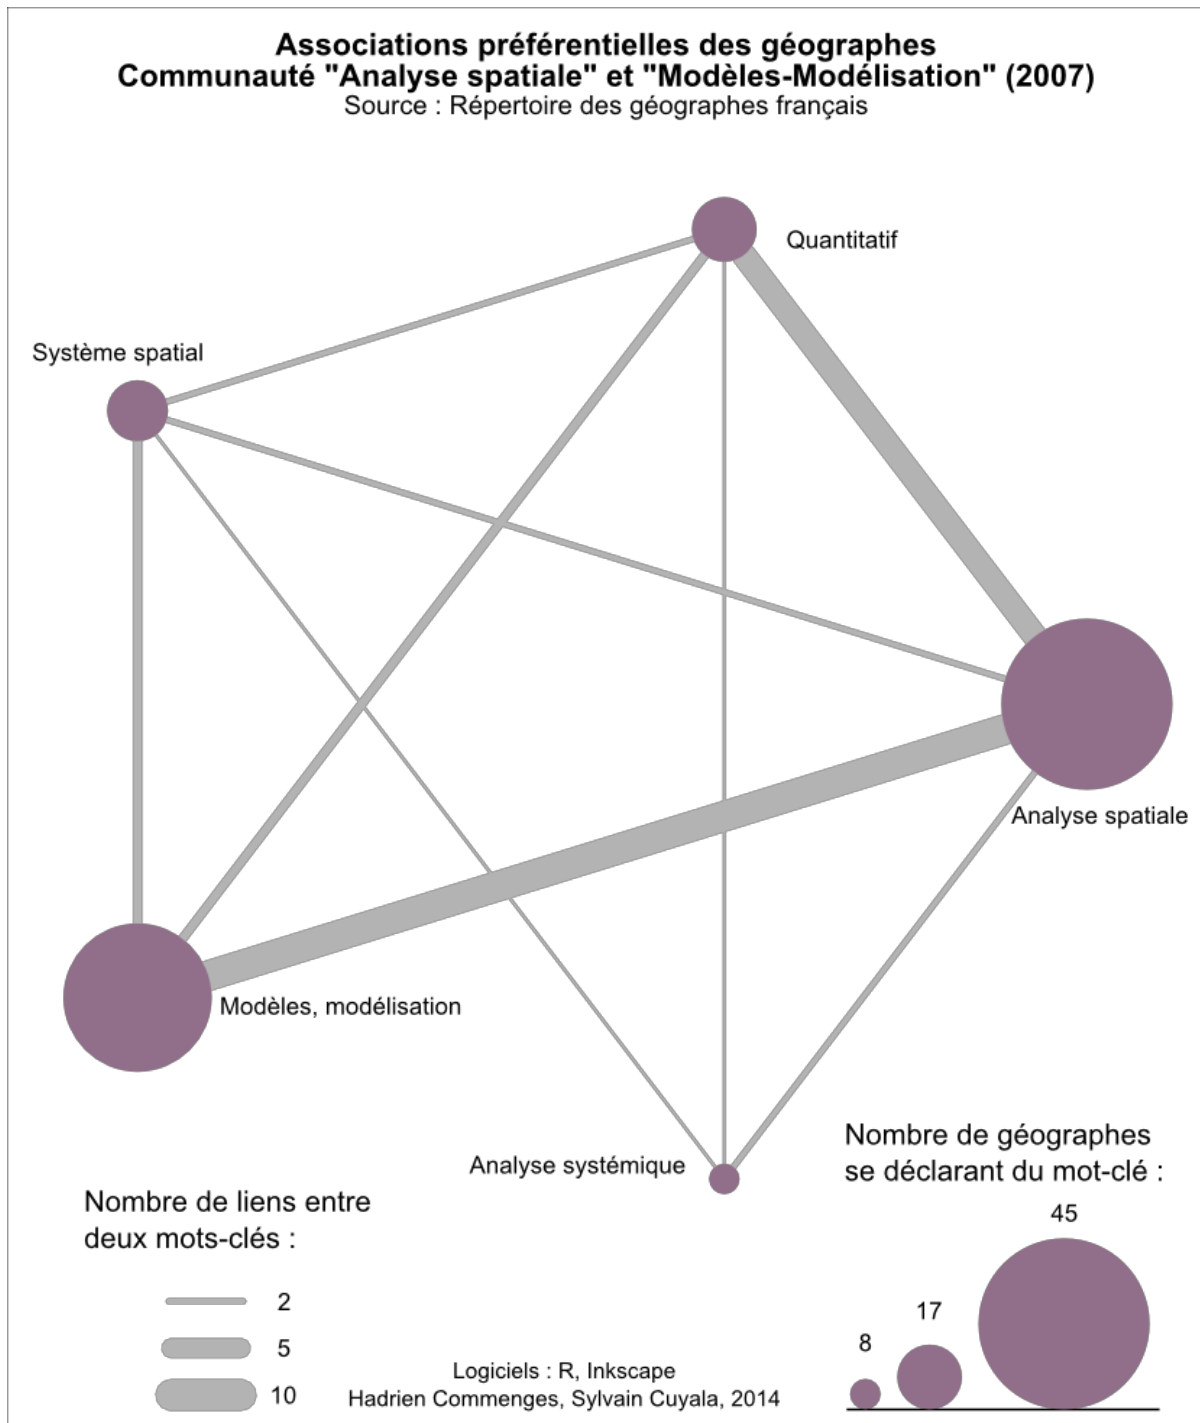 Associations préférentielles des géographes
Communauté "Analyse spatiale" et "Modèles-Modélisation" (2007)
Source : Répertoire des géographes français
Quantitatif
Système spatial
Analyse spatiale
Modèles, modélisation
Analyse systémique
Nombre de géographes
se déclarant du mot-clé :
45
17
8
Nombre de liens entre
deux mots-clés :
2
5
10
Logiciels : R, Inkscape
Hadrien Commenges, Sylvain Cuyala, 2014